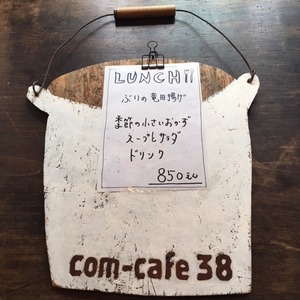 LUNCH!!
ぶりの竜田揚げ
季節の小さいおかず
スープとサラダ
ドリンク
850えん
com-cafe 38